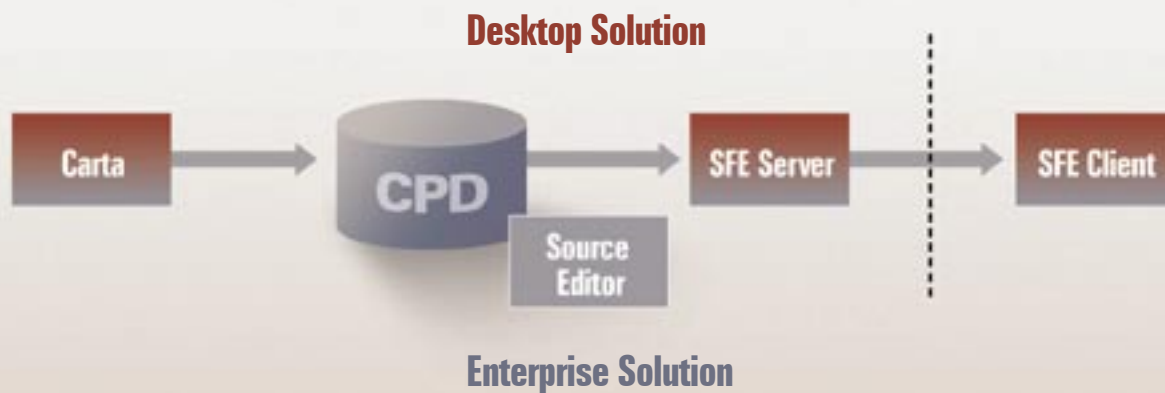 Desktop Solution
Carta
CPD
Source
Editor
SFE Server
SFE Client
Enterprise Solution